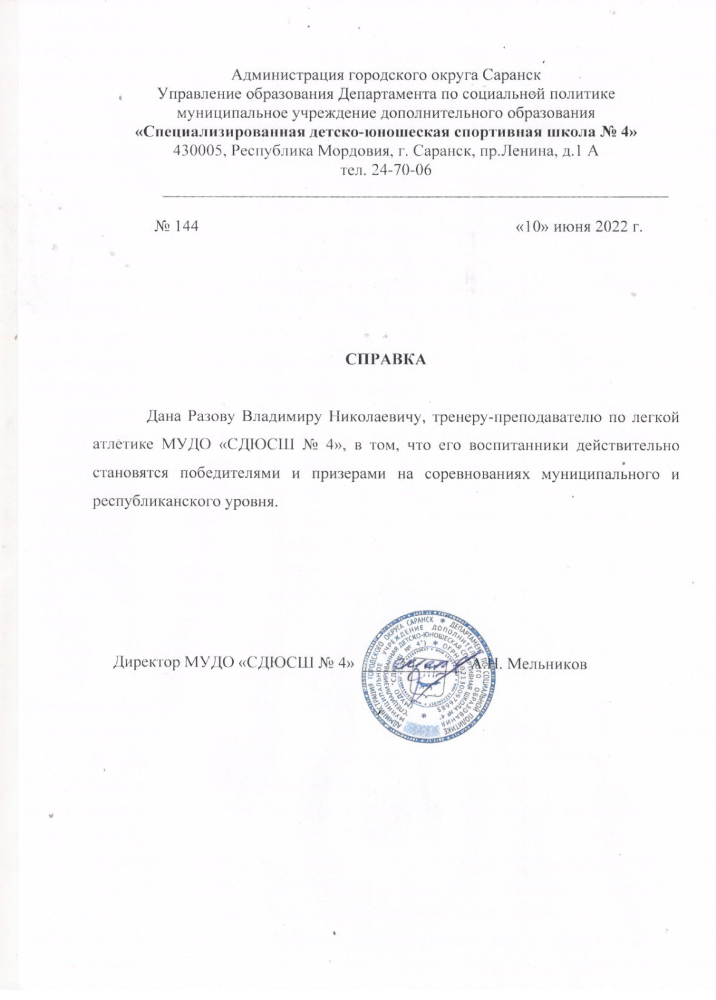 Администрация городского округа Саранск
Управление образования Департамента по социальной политике
муниципальное учреждение дополнительного образования
«Специализированная детско-юношеская спортивная школа № 4»
430005, Республика Мордовия, г. Саранск, пр.Ленина, д.1 А
тел. 24-70-06
№ 144 «10» июня 2022 г.
СПРАВКА
Дана Разову Владимиру Николаевичу, тренеру-преподавателю по легкой
атлетике МУДО «СДЮСШ № 4», в том, что его воспитанники действительно
становятся победителями и призерами на соревнованиях муниципального и
республиканского уровня.
Директор МУДО «СДЮСШ № 4» А.Н. Мельников
АДМИНИСТРАЦИЯ ГОРОДСКОГО ОКРУГА САРАНСК * ДЕПАРТАМЕНТ ПО СОЦИАЛЬНОЙ ПОЛИТИКЕ
МУНИЦИПАЛЬНОЕ УЧРЕЖДЕНИЕ ДОПОЛНИТЕЛЬНОГО ОБРАЗОВАНИЯ
"СПЕЦИАЛИЗИРОВАННАЯ ДЕТСКО-ЮНОШЕСКАЯ СПОРТИВНАЯ ШКОЛА № 4"
(МУДО "СДЮСШ № 4") * ОГРН 1021300976685 *